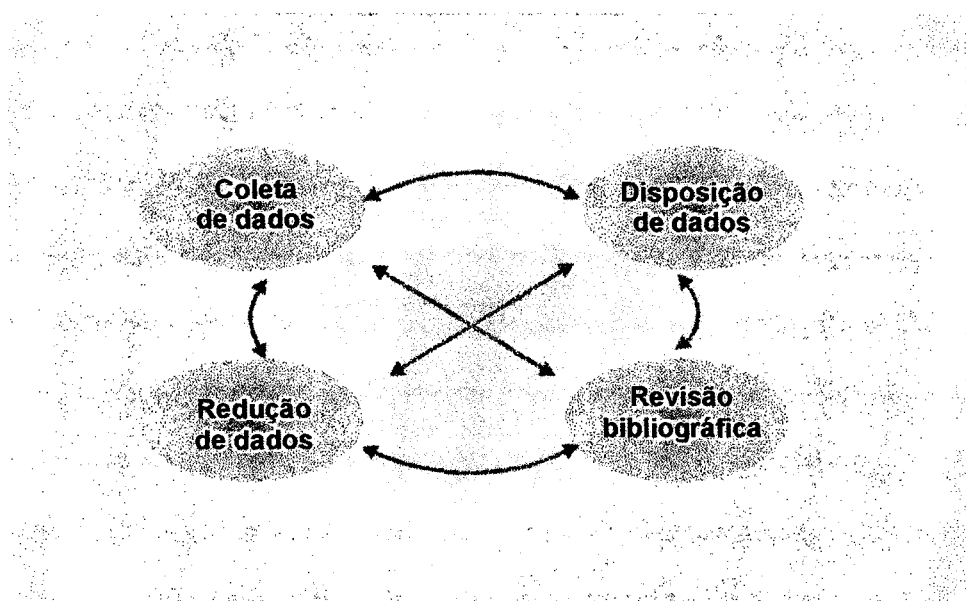 Coleta
de dados
Disposição
de dados
Redução
de dados
Revisão
bibliográfica